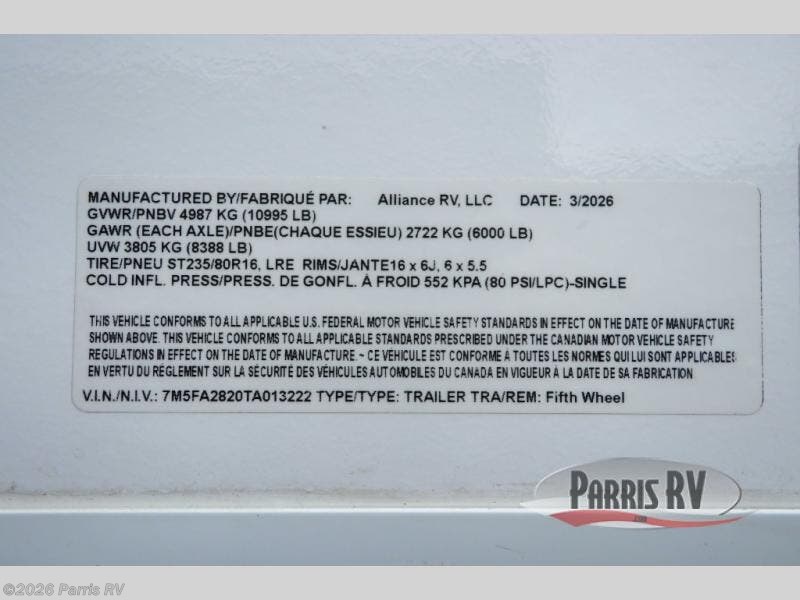 MANUFACTURED BY/FABRIQUÉ PAR: Alliance RV, LLC DATE: 3/2026
GVWR/PNBV 4987 KG (10995 LB)
GAWR (EACH AXLE)/PNBE(CHAQUE ESSIEU) 2722 KG (6000 LB)
UVW 3805 KG (8388 LB)
TIRE/PNEU ST235/80R16, LRE RIMS/JANTE16 x 6J, 6 x 5.5
COLD INFL. PRESS/PRESS. DE GONFL. À FROID 552 KPA (80 PSI/LPC)-SINGLE
THIS VEHICLE CONFORMS TO ALL APPLICABLE U.S. FEDERAL MOTOR VEHICLE SAFETY STANDARDS IN EFFECT ON THE DATE OF MANUFACTURE
SHOWN ABOVE. THIS VEHICLE CONFORMS TO ALL APPLICABLE STANDARDS PRESCRIBED UNDER THE CANADIAN MOTOR VEHICLE SAFETY
REGULATIONS IN EFFECT ON THE DATE OF MANUFACTURE.~ CE VÉHICULE EST CONFORME A TOUTES LES NORMES QUI LUI SONT APPLICABLES
EN VERTU DU RÉGLEMENT SUR LA SÉCURITÉ DES VÉHICULES AUTOMOBILES DU CANADA EN VIGUEUR À LA DATE DE SA FABRICATION
V.I.N./N.I.V.: 7M5FA2820TA013222 TYPE/TYPE: TRAILER TRA/REM: Fifth Wheel
PARRIS RV
©2026 Parris RV